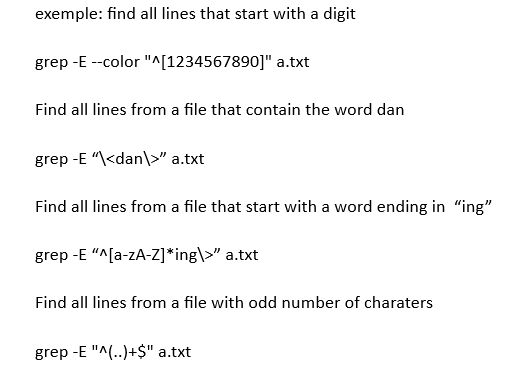 exemple: find all lines that start with a digit
grep -E --color "^[1234567890]" a.txt
Find all lines from a file that contain the word dan
grep -E “\<dan\>” a.txt
Find all lines from a file that start with a word ending in  “ing”
grep -E “^[a-zA-Z]*ing\>” a.txt
Find all lines from a file with odd number of charaters
grep -E "^(..)+$" a.txt